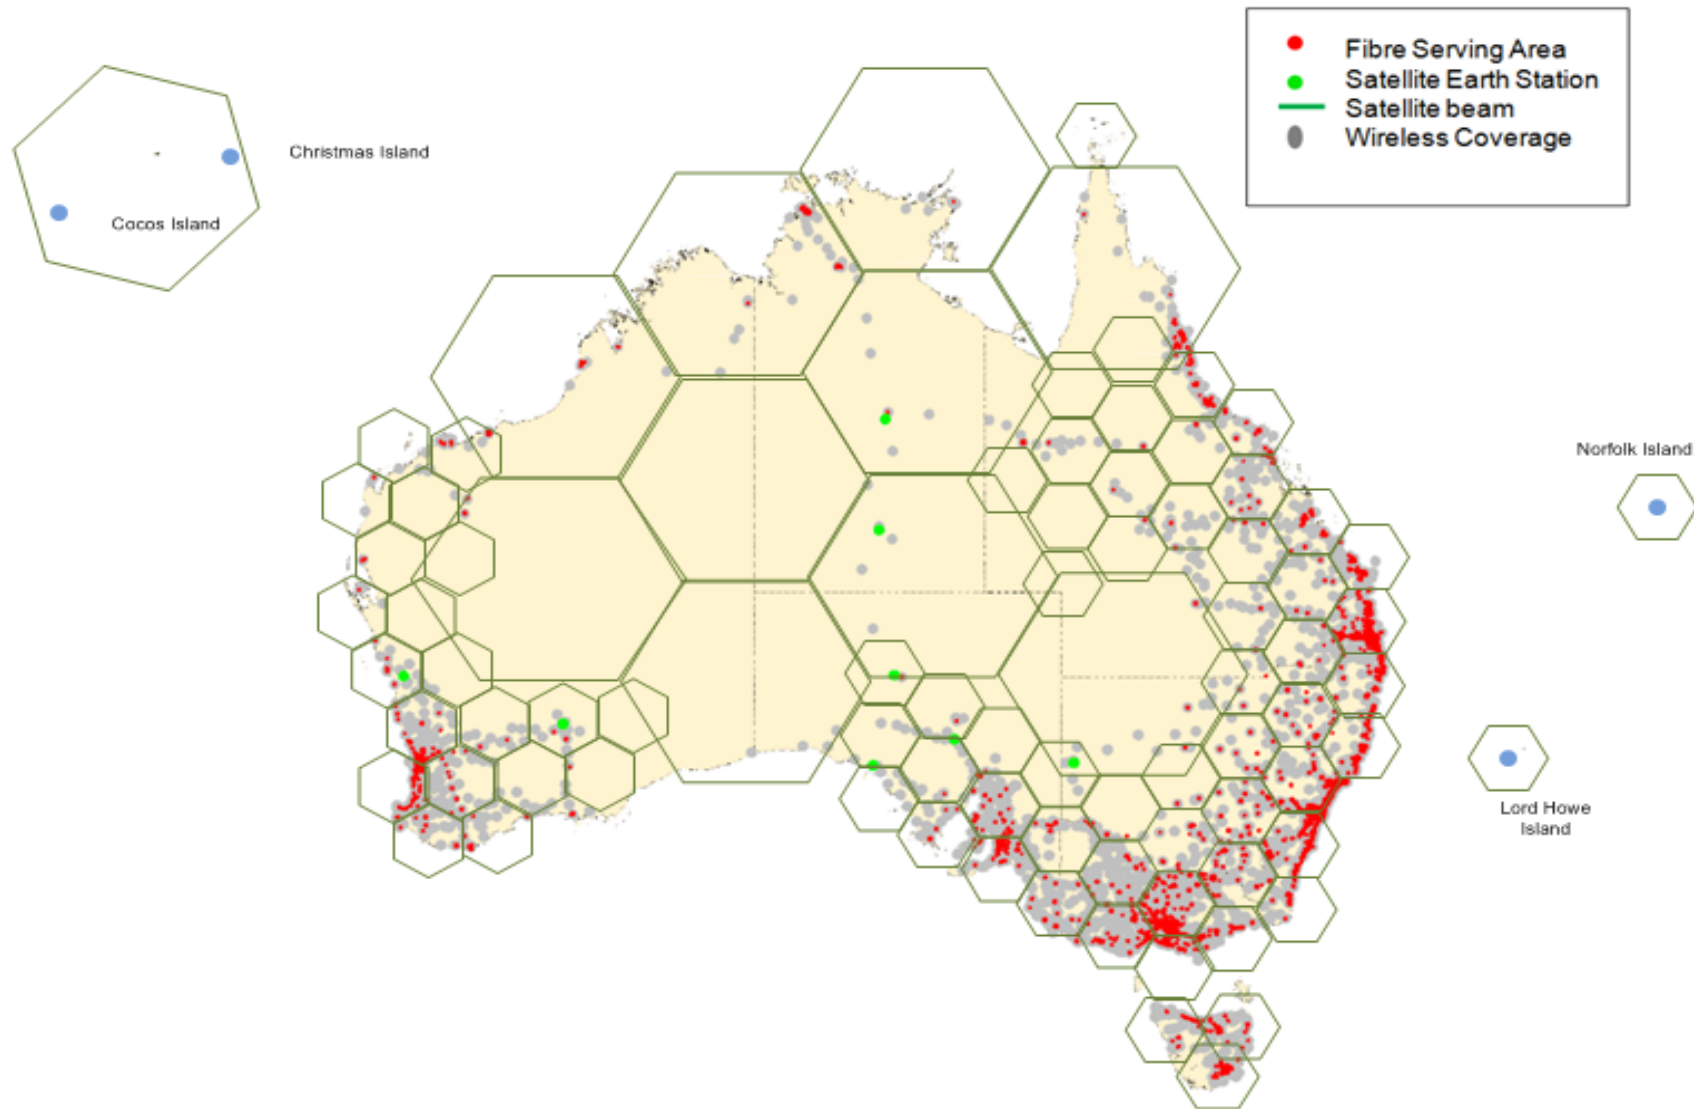 Fibre Serving Area
Satellite Earth Station
Satellite beam
Wireless Coverage
Christmas Island
Cocos Island
Norfolk Island
Lord Howe
Island